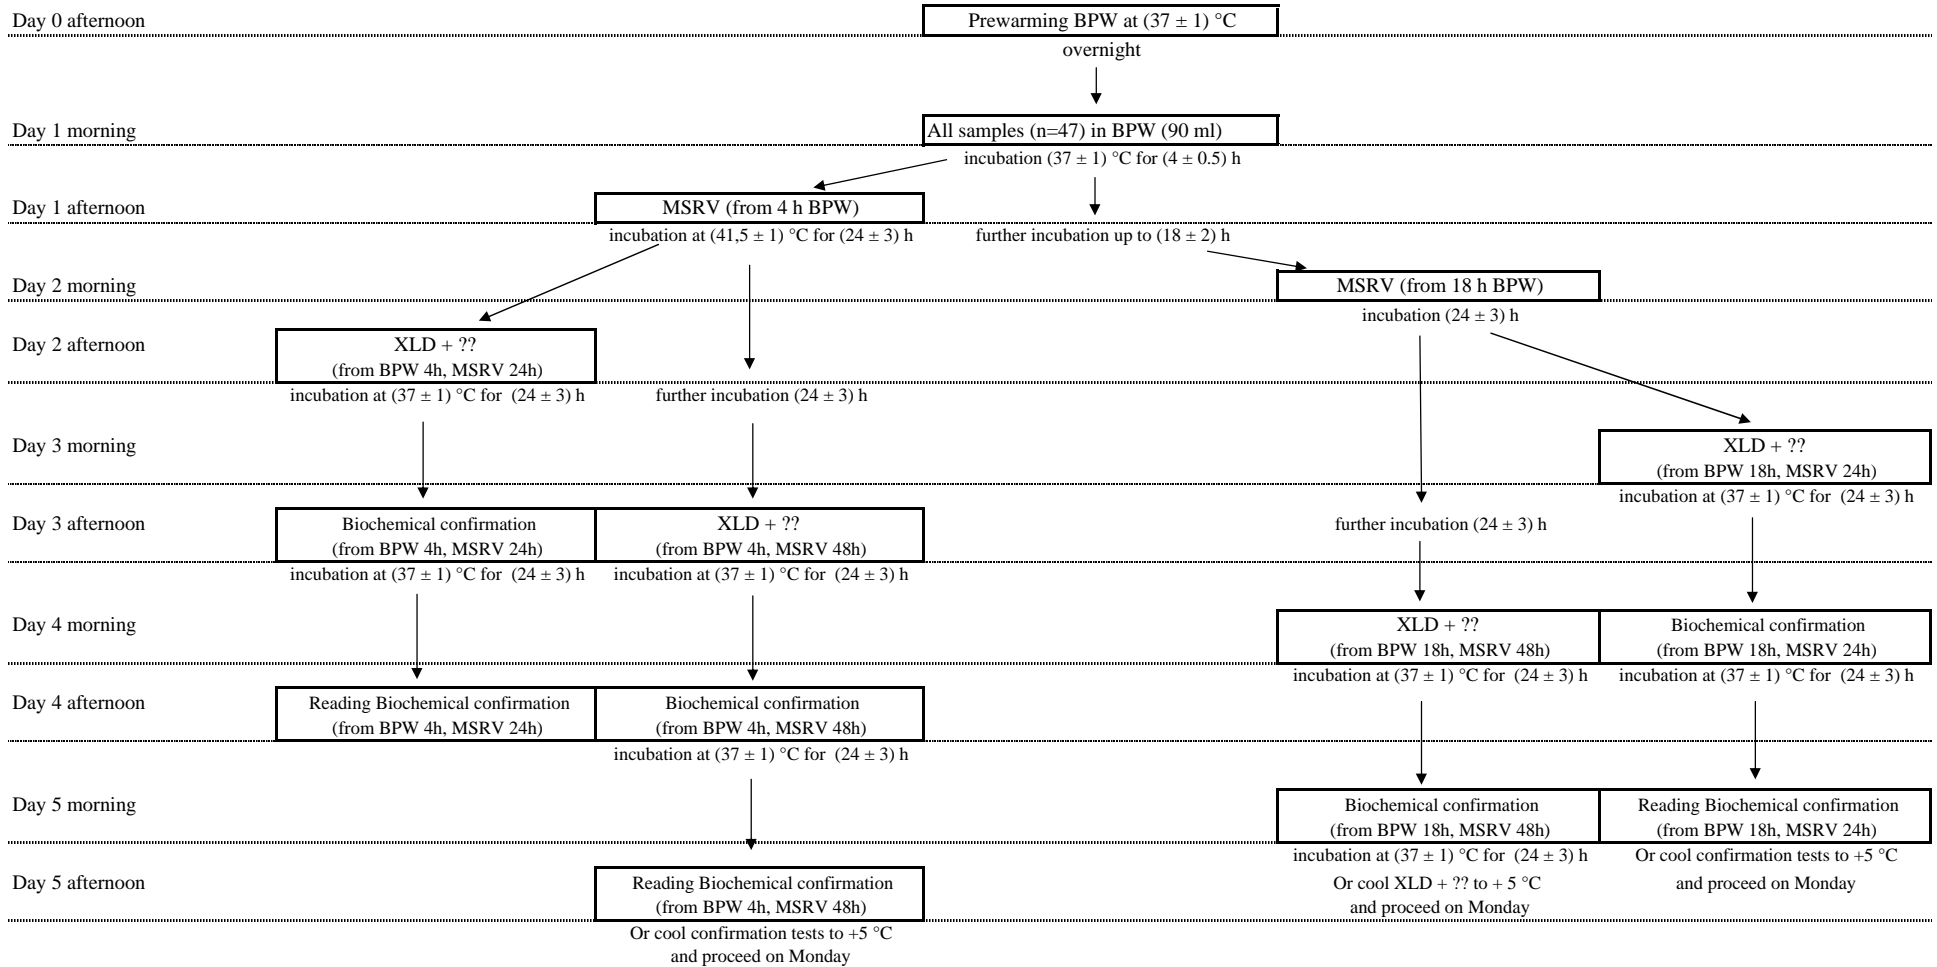 Day 0 afternoon
Prewarming BPW at (37 ± 1) °C
overnight
Day 1 morning
All samples (n=47) in BPW (90 ml)
incubation (37 ± 1) °C for (4 ± 0.5) h
Day 1 afternoon
MSRV (from 4 h BPW)
incubation at (41,5 ± 1) °C for (24 ± 3) h
further incubation up to (18 ± 2) h
Day 2 morning
MSRV (from 18 h BPW)
incubation (24 ± 3) h
Day 2 afternoon
XLD + ??
(from BPW 4h, MSRV 24h)
incubation at (37 ± 1) °C for (24 ± 3) h
further incubation (24 ± 3) h
Day 3 morning
XLD + ??
(from BPW 18h, MSRV 24h)
incubation at (37 ± 1) °C for (24 ± 3) h
Day 3 afternoon
Biochemical confirmation
(from BPW 4h, MSRV 24h)
incubation at (37 ± 1) °C for (24 ± 3) h
XLD + ??
(from BPW 4h, MSRV 48h)
incubation at (37 ± 1) °C for (24 ± 3) h
further incubation (24 ± 3) h
Day 4 morning
XLD + ??
(from BPW 18h, MSRV 48h)
incubation at (37 ± 1) °C for (24 ± 3) h
Biochemical confirmation
(from BPW 18h, MSRV 24h)
incubation at (37 ± 1) °C for (24 ± 3) h
Day 4 afternoon
Reading Biochemical confirmation
(from BPW 4h, MSRV 24h)
Biochemical confirmation
(from BPW 4h, MSRV 48h)
incubation at (37 ± 1) °C for (24 ± 3) h
Day 5 morning
Biochemical confirmation
(from BPW 18h, MSRV 48h)
incubation at (37 ± 1) °C for (24 ± 3) h
Or cool XLD + ?? to + 5 °C
and proceed on Monday
Reading Biochemical confirmation
(from BPW 18h, MSRV 24h)
Or cool confirmation tests to +5 °C
and proceed on Monday
Day 5 afternoon
Reading Biochemical confirmation
(from BPW 4h, MSRV 48h)
Or cool confirmation tests to +5 °C
and proceed on Monday